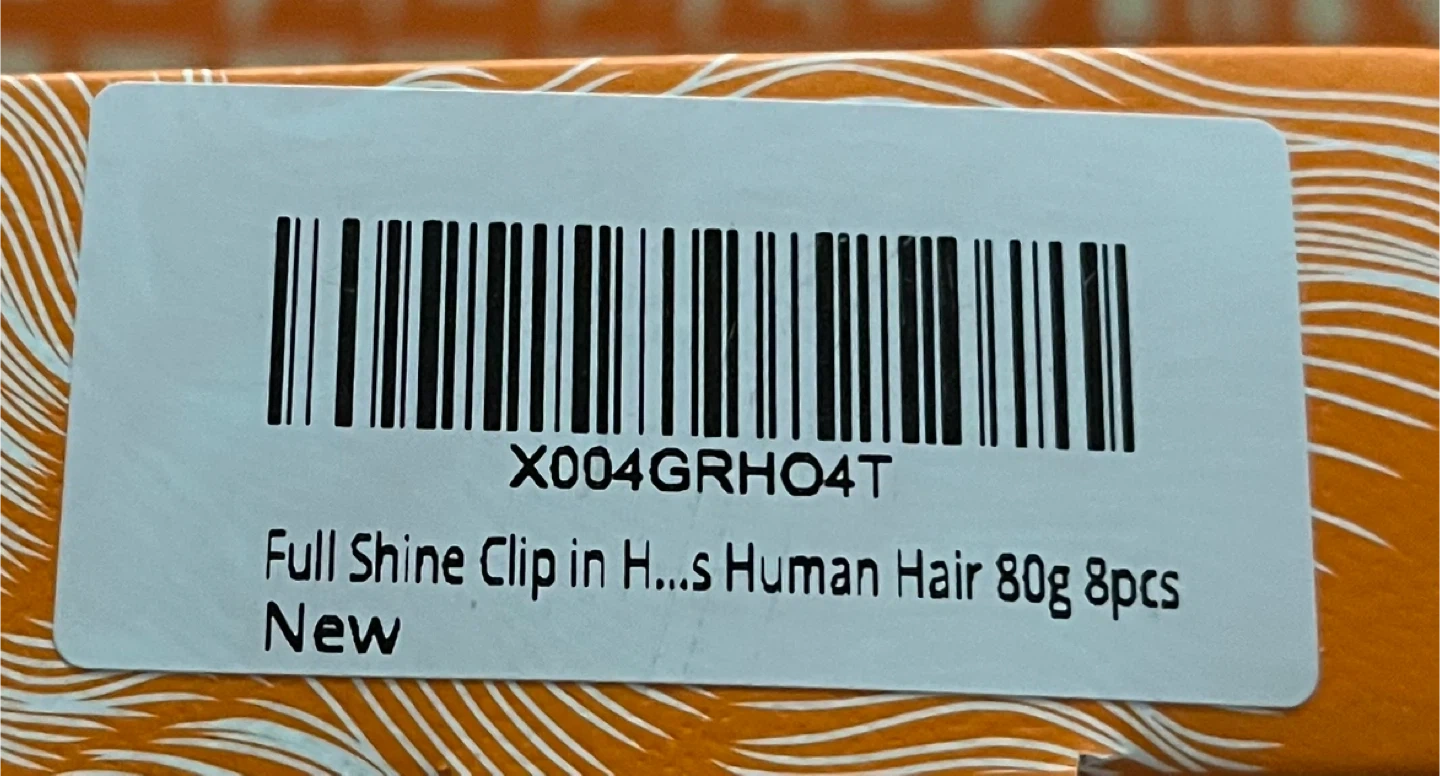 X004GRHO4T
Full Shine Clip in H...s Human Hair 80g 8pcs
New